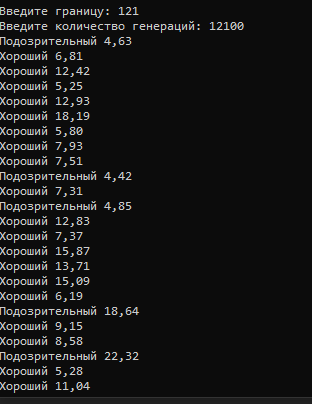 Введите границу: 121
Введите количество генераций: 12100
Подозрительный 4,63
Хороший 6,81
Хороший 12,42
Хороший 5,25
Хороший 12,93
Хороший 18,19
Хороший 5,80
Хороший 7,93
Хороший 7,51
Подозрительный 4,42
Хороший 7,31
Подозрительный 4,85
Хороший 12,83
Хороший 7,37
Хороший 15,87
Хороший 13,71
Хороший 15,09
Хороший 6,19
Подозрительный 18,64
Хороший 9,15
Хороший 8,58
Подозрительный 22,32
Хороший 5,28
Хороший 11,04